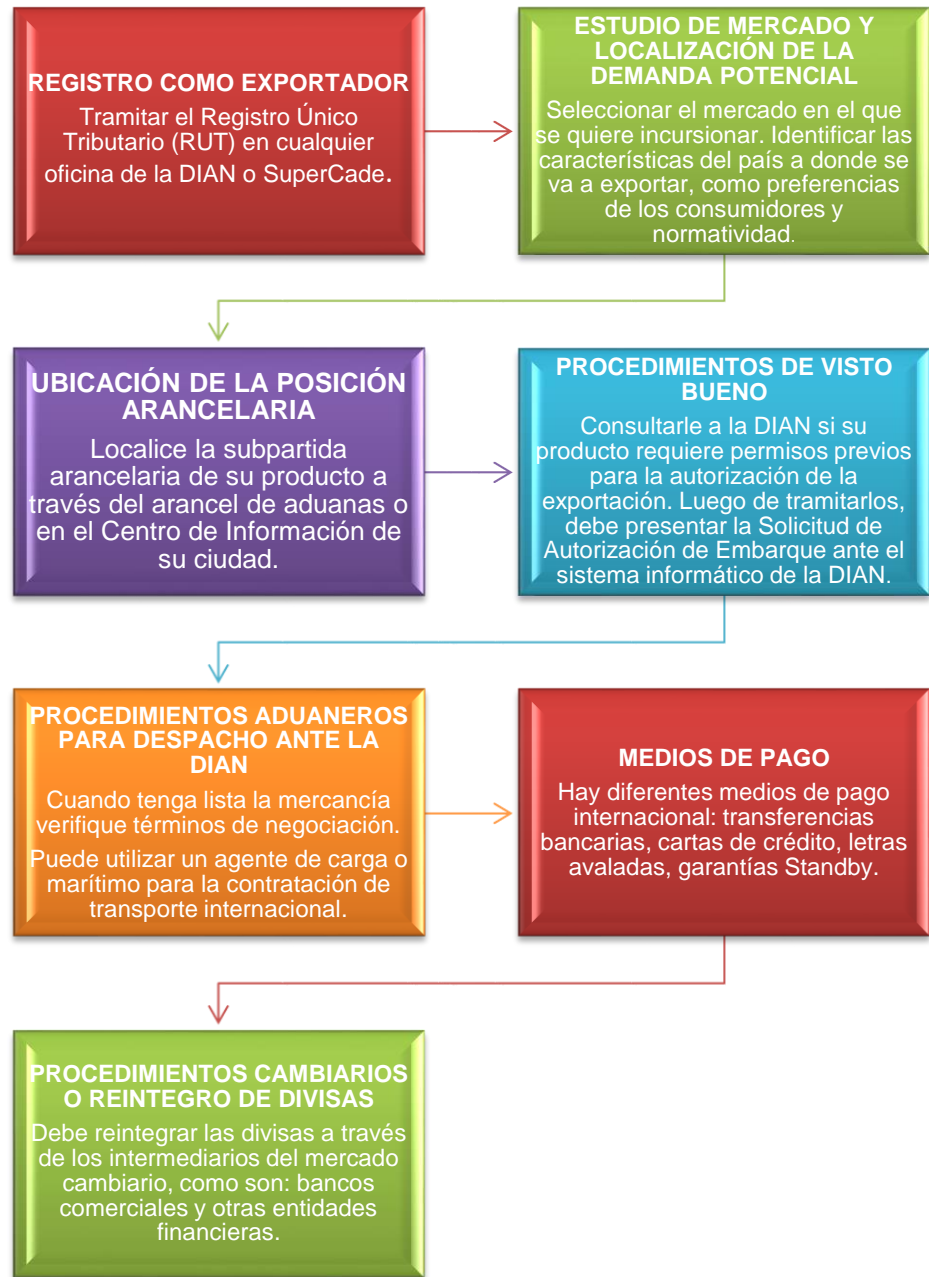 REGISTRO COMO EXPORTADOR
Tramitar el Registro Único
Tributario (RUT) en cualquier
oficina de la DIAN o SuperCade.
ESTUDIO DE MERCADO Y
LOCALIZACIÓN DE LA
DEMANDA POTENCIAL
Seleccionar el mercado en el que
se quiere incursionar. Identificar las
características del país a donde se
va a exportar, como preferencias
de los consumidores y
normatividad.
UBICACIÓN DE LA POSICIÓN
ARANCELARIA
Localice la subpartida
arancelaria de su producto a
través del arancel de aduanas o
en el Centro de Información de
su ciudad.
PROCEDIMIENTOS DE VISTO
BUENO
Consultarle a la DIAN si su
producto requiere permisos previos
para la autorización de la
exportación. Luego de tramitarlos,
debe presentar la Solicitud de
Autorización de Embarque ante el
sistema informático de la DIAN.
PROCEDIMIENTOS ADUANEROS
PARA DESPACHO ANTE LA
DIAN
Cuando tenga lista la mercancía
verifique términos de negociación.
Puede utilizar un agente de carga o
marítimo para la contratación de
transporte internacional.
MEDIOS DE PAGO
Hay diferentes medios de pago
internacional: transferencias
bancarias, cartas de crédito, letras
avaladas, garantías Standby.
PROCEDIMIENTOS CAMBIARIOS
O REINTEGRO DE DIVISAS
Debe reintegrar las divisas a través
de los intermediarios del mercado
cambiario, como son: bancos
comerciales y otras entidades
financieras.